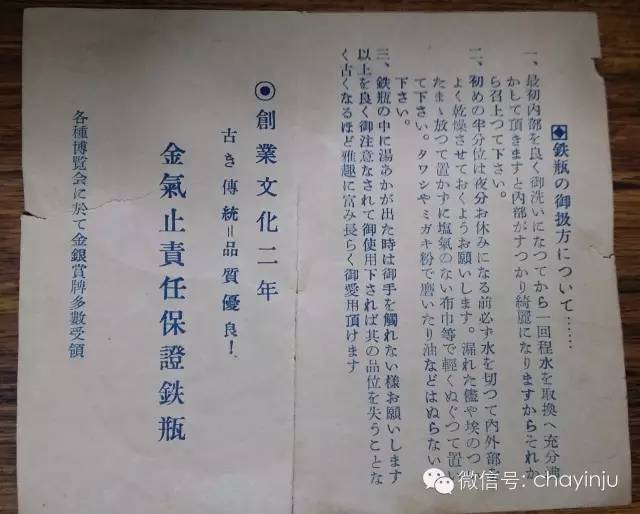 ◆鉄瓶の御扱方について……
一、最初内部を良く御洗いになつてから一回程水を取換へ充分沸
かして頂きますと内部がすつかり綺麗になりますからそれか
ら召上つて下さい。
二、初めの半分位は夜分お休みになる前必ず水を切つて内外部を
よく乾燥させておくようお願いします。漏れた儘や埃のつい
たまゝ放つて置かずに塩氣のない布巾等で軽くぬぐつて置い
て下さい。タワシやミガキ粉で磨いたり油などはぬらないで
下さい。
三、鉄瓶の中に湯あかが出た時は御手を觸れない様お願いします
以上を良く御注意なされて御使用下されば其の品位を失うことな
く古くなるほど雅趣に富み長らく御愛用頂けます
◉創業文化二年
古き傳統＝品質優良！
金氣止責任保證鉄瓶
各種博覧会に於て金銀賞牌多數受領
微信号: chayinju